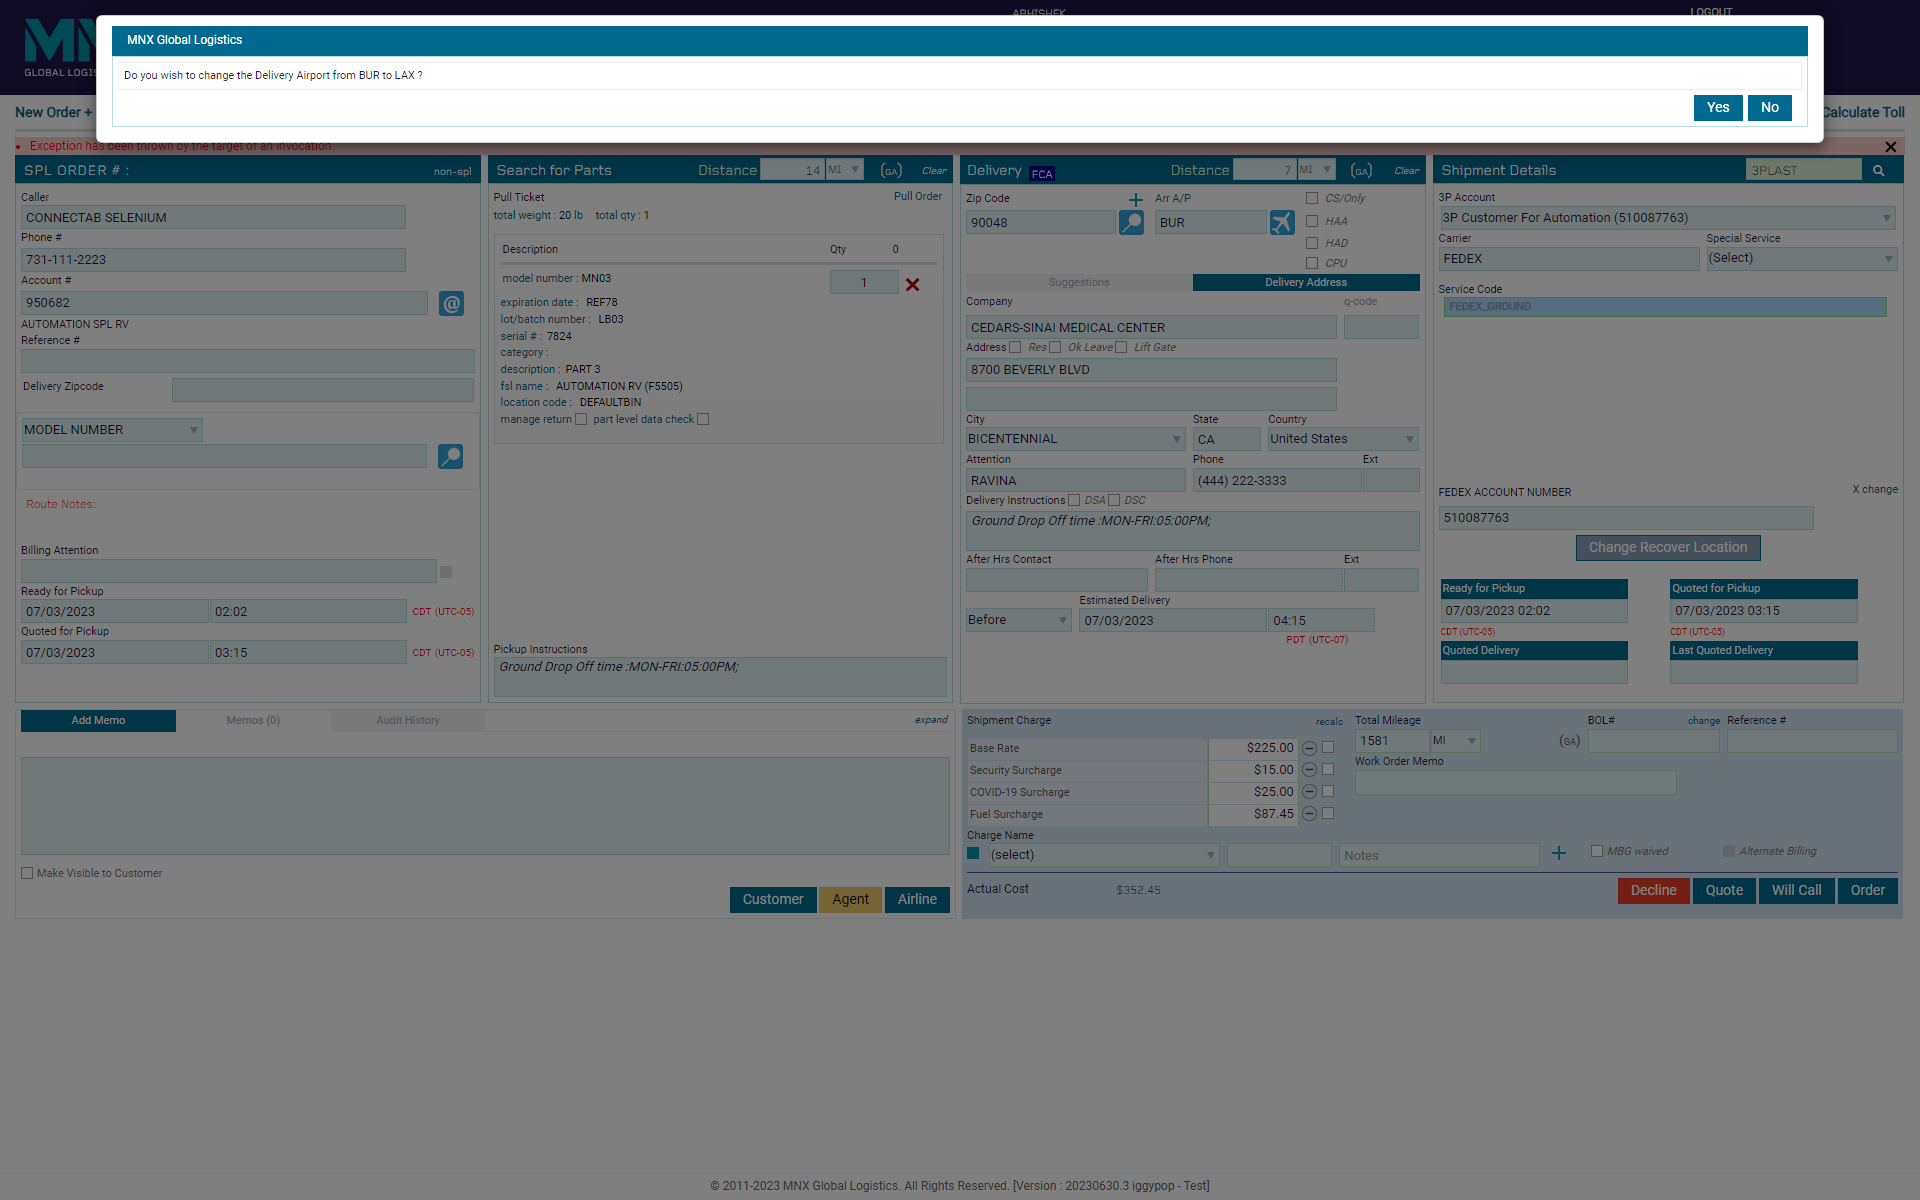 ABHISHEK
LOGOUT
MNX Global Logistics
Do you wish to change the Delivery Airport from BUR to LAX ?
Yes No
GLOBAL
New Order +
Calculate Toll
Exception has been thrown by the target of an invocation.
SPL ORDER # : non-spl
Caller
CONNECTAB SELENIUM
Phone #
731-111-2223
Account #
950682
@
AUTOMATION SPL RV
Reference #
Delivery Zipcode
MODEL NUMBER
Route Notes:
Billing Attention
Ready for Pickup
07/03/2023 02:02 CDT (UTC-05)
Quoted for Pickup
07/03/2023 03:15 CDT (UTC-05)
Search for Parts Distance 14 MI (GA) Clear
Pull Ticket Pull Order
total weight : 20 lb total qty : 1
Description Qty 0
model number : MN03 1
expiration date : REF78
lot/batch number : LB03
serial # : 7824
category :
description : PART 3
fsl name : AUTOMATION RV (F5505)
location code : DEFAULTBIN
manage return part level data check
Pickup Instructions
Ground Drop Off time :MON-FRI:05:00PM;
Delivery FCA Distance 7 MI (GA) Clear
Zip Code Arr A/P CS/Only
90048 BUR HAA
HAD
CPU
Suggestions Delivery Address
Company q-code
CEDARS-SINAI MEDICAL CENTER
Address Res Ok Leave Lift Gate
8700 BEVERLY BLVD
City State Country
BICENTENNIAL CA United States
Attention Phone Ext
RAVINA (444) 222-3333
Delivery Instructions DSA DSC
Ground Drop Off time :MON-FRI:05:00PM;
After Hrs Contact After Hrs Phone Ext
Estimated Delivery
Before 07/03/2023 04:15
PDT (UTC-07)
Shipment Details 3PLAST
3P Account
3P Customer For Automation (510087763)
Carrier Special Service
FEDEX (Select)
Service Code
FEDEX_GROUND
FEDEX ACCOUNT NUMBER X change
510087763
Change Recover Location
Ready for Pickup Quoted for Pickup
07/03/2023 02:02 07/03/2023 03:15
CDT (UTC-05) CDT (UTC-05)
Quoted Delivery Last Quoted Delivery
Add Memo Memos (0) Audit History expand
Make Visible to Customer
Customer Agent Airline
Shipment Charge recalc Total Mileage BOL# change Reference #
Base Rate $225.00 1581 MI (GA)
Security Surcharge $15.00 Work Order Memo
COVID-19 Surcharge $25.00
Fuel Surcharge $87.45
Charge Name
(select) Notes MBG waived Alternate Billing
Actual Cost $352.45 Decline Quote Will Call Order
© 2011-2023 MNX Global Logistics. All Rights Reserved. [Version : 20230630.3 iggypop - Test]